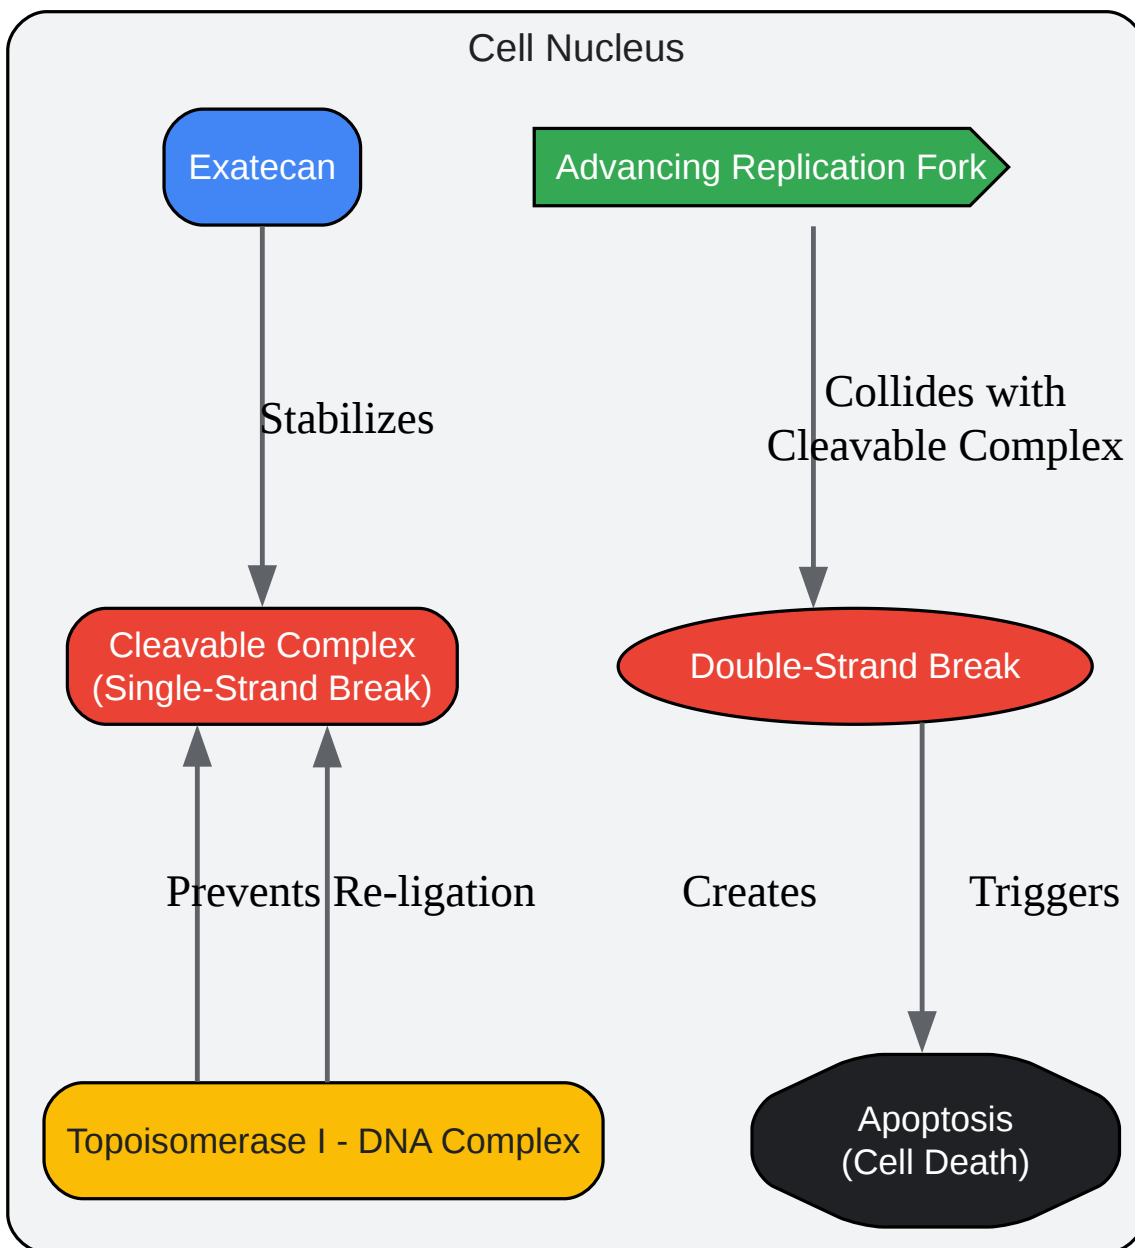 Cell Nucleus
Exatecan
Advancing Replication Fork
Stabilizes
Collides with
Cleavable Complex
Cleavable Complex
(Single-Strand Break)
Double-Strand Break
Prevents Re-ligation
Creates
Triggers
Topoisomerase I - DNA Complex
Apoptosis
(Cell Death)